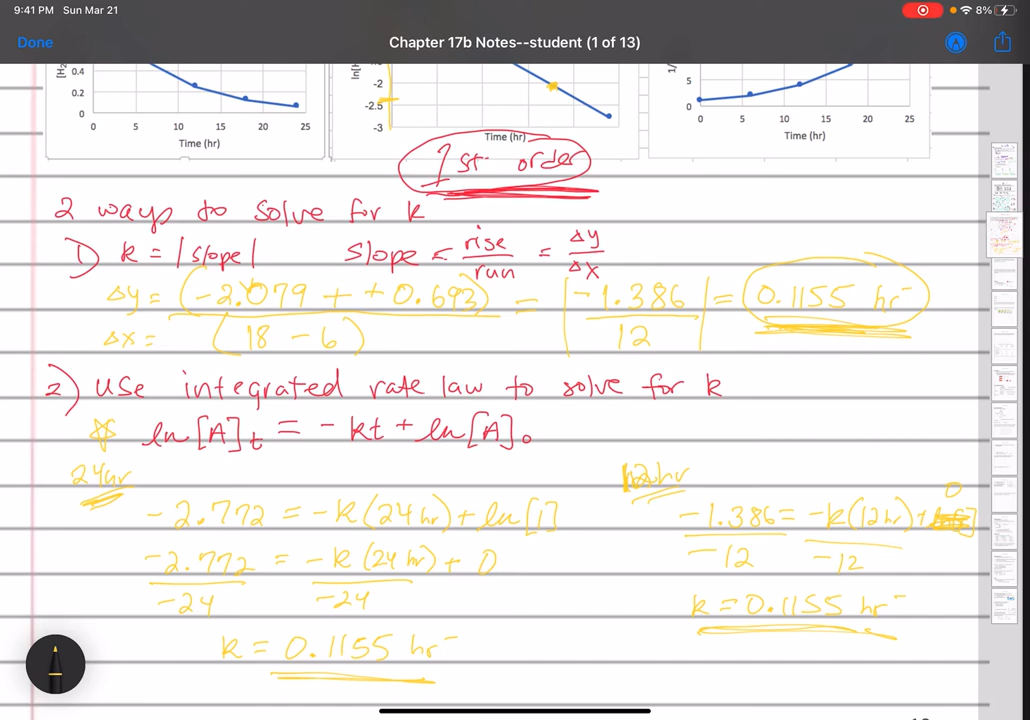 9:41 PM Sun Mar 21 8%
Done Chapter 17b Notes--student (1 of 13)
[H₂ 0.4 0.2 0
0 5 10 15 20 25
Time (hr)
ln[H -2 -2.5 -3
Time (hr)
1/ 5 0
0 5 10 15 20 25
Time (hr)
1st order
2 ways to solve for k
1) k = |slope| slope = rise/run = Δy/Δx
Δy = (-2.079 + +0.693) = |-1.386/12| = 0.1155 hr⁻
Δx = (18 - 6)
2) Use integrated rate law to solve for k
ln[A]t = -kt + ln[A]₀
24hr
-2.772 = -k(24hr) + ln[1]
-2.772 = -k(24 hr) + 0
-24 -24
k = 0.1155 hr⁻
12hr
-1.386 = -k(12hr) + 0
-12 -12
k = 0.1155 hr⁻